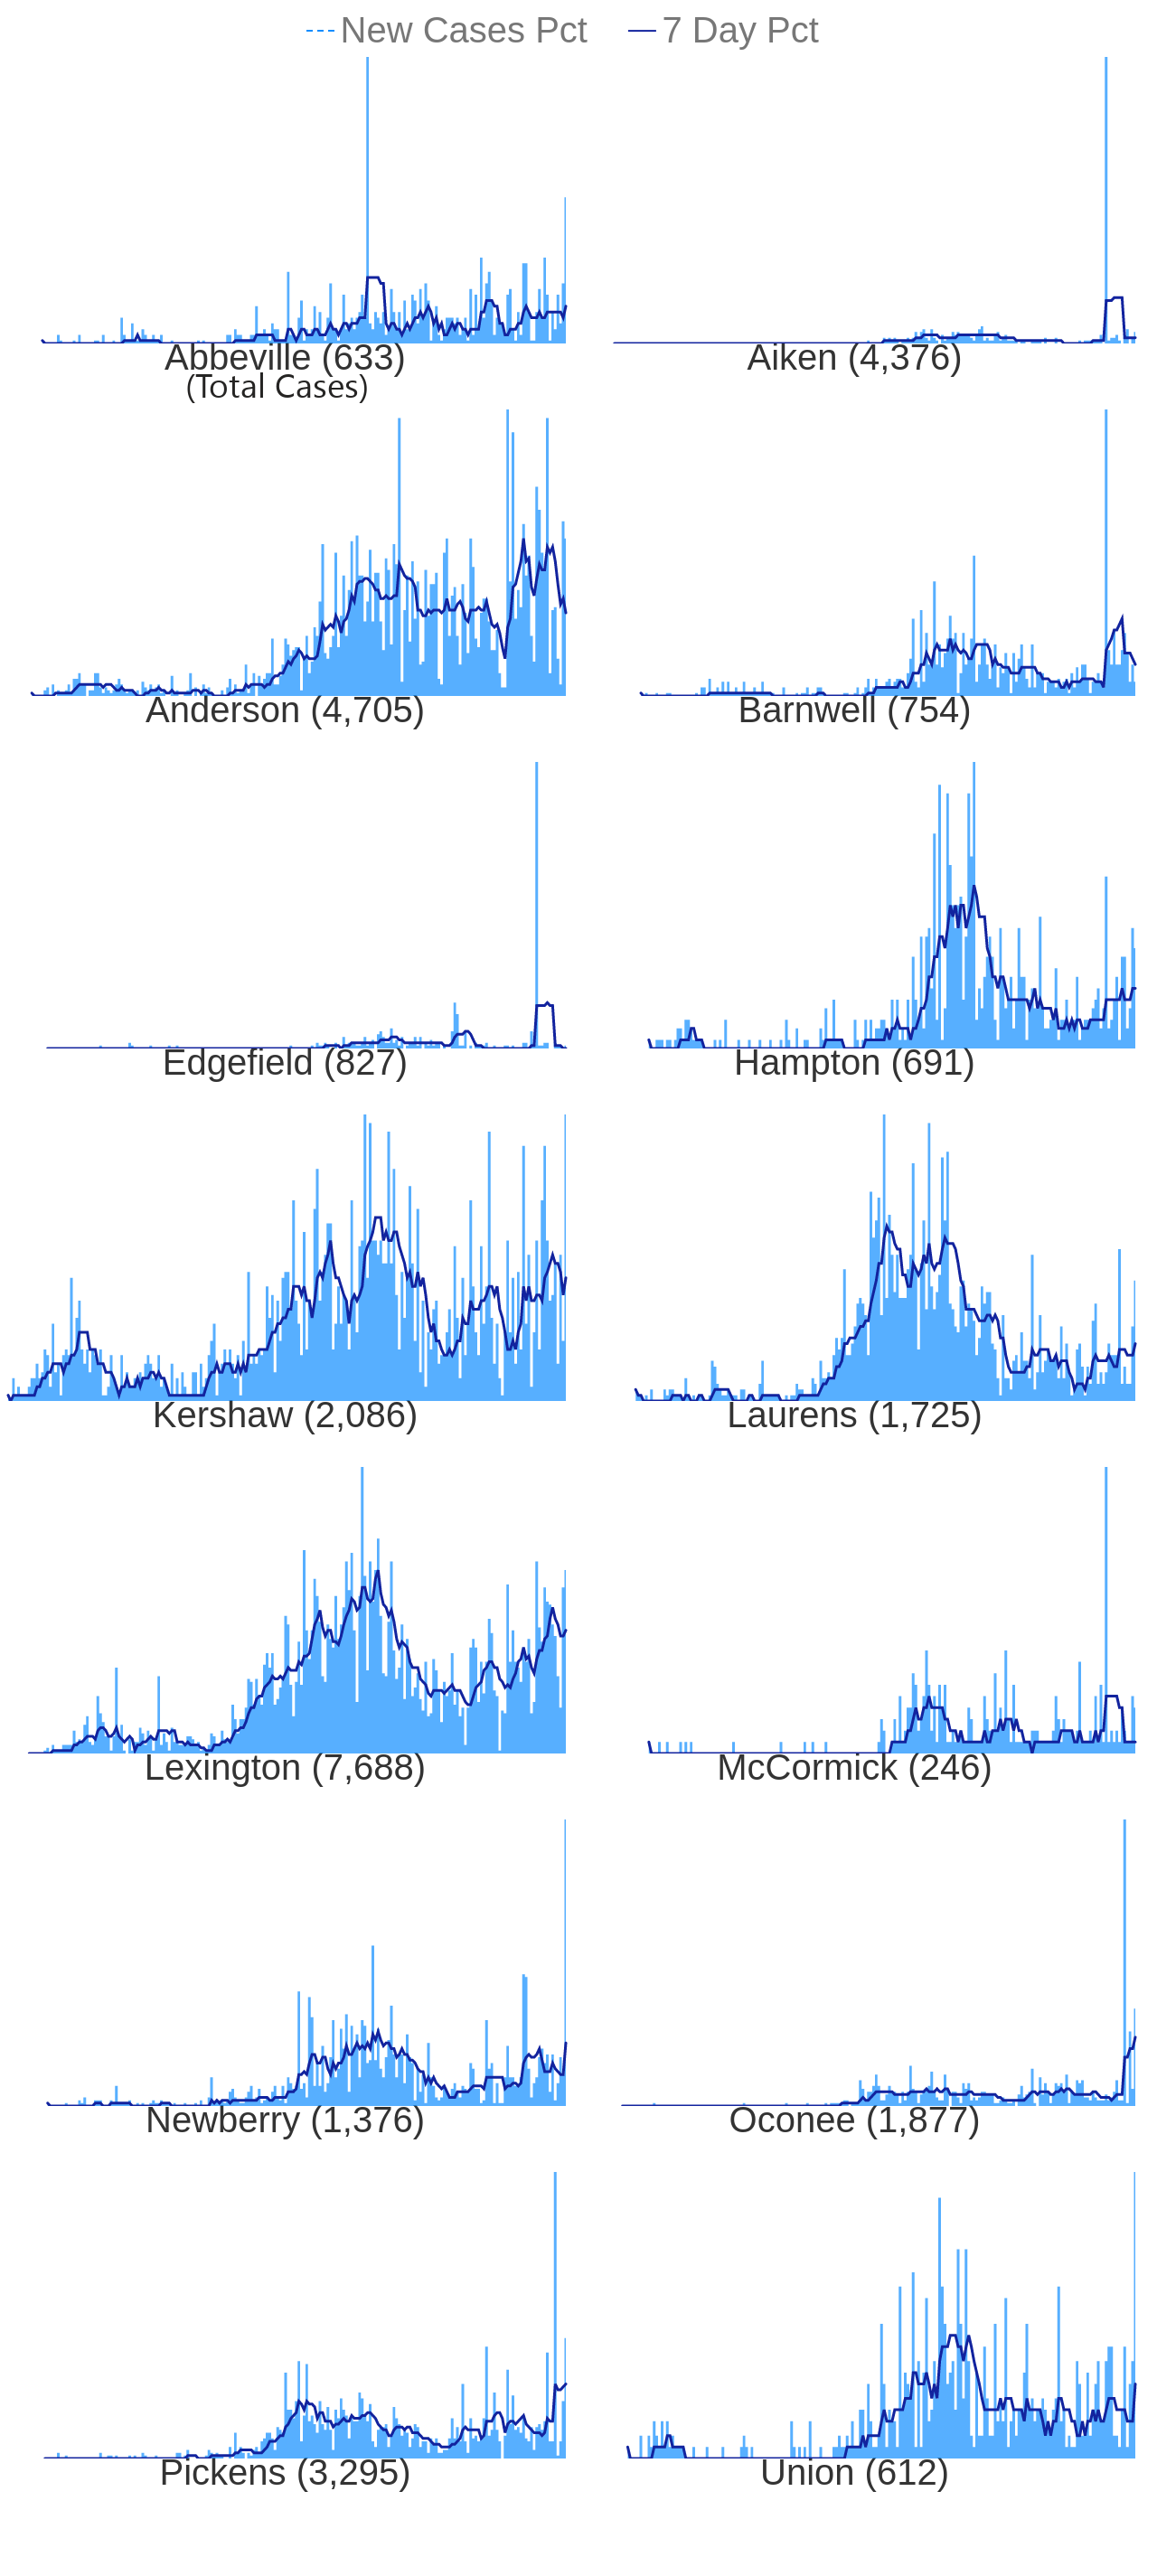 New Cases Pct 7 Day Pct
Abbeville (633) Aiken (4,376)
(Total Cases)
Anderson (4,705) Barnwell (754)
Edgefield (827) Hampton (691)
Kershaw (2,086) Laurens (1,725)
Lexington (7,688) McCormick (246)
Newberry (1,376) Oconee (1,877)
Pickens (3,295) Union (612)